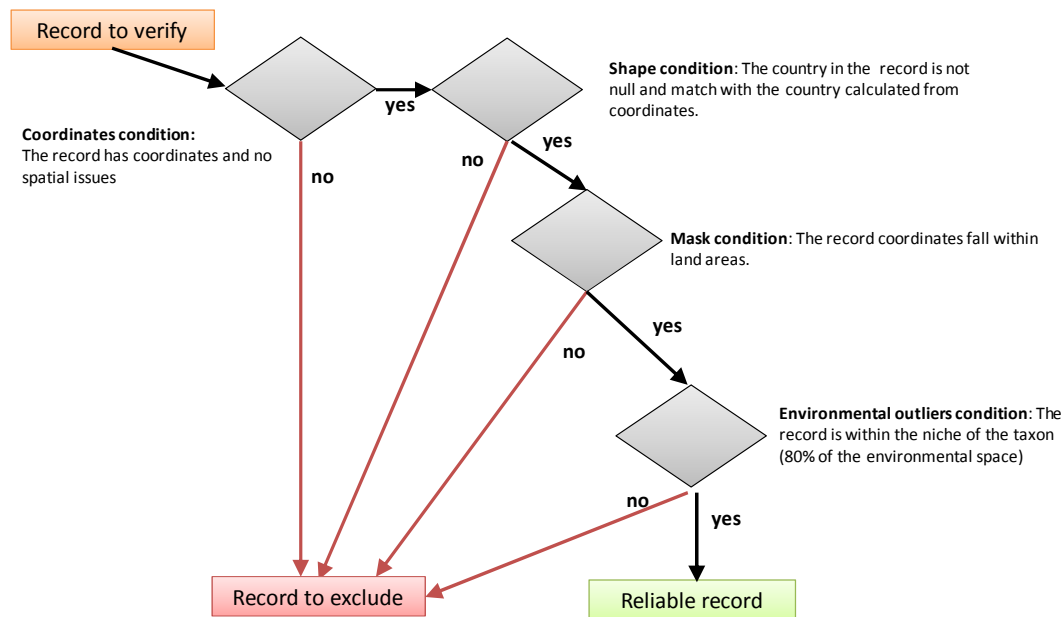 Record to verify
Shape condition: The country in the record is not
null and match with the country calculated from
coordinates.
yes
Coordinates condition:
The record has coordinates and no
spatial issues
yes
no
no
Mask condition: The record coordinates fall within
land areas.
yes
no
Environmental outliers condition: The
record is within the niche of the taxon
(80% of the environmental space)
no
yes
Record to exclude
Reliable record